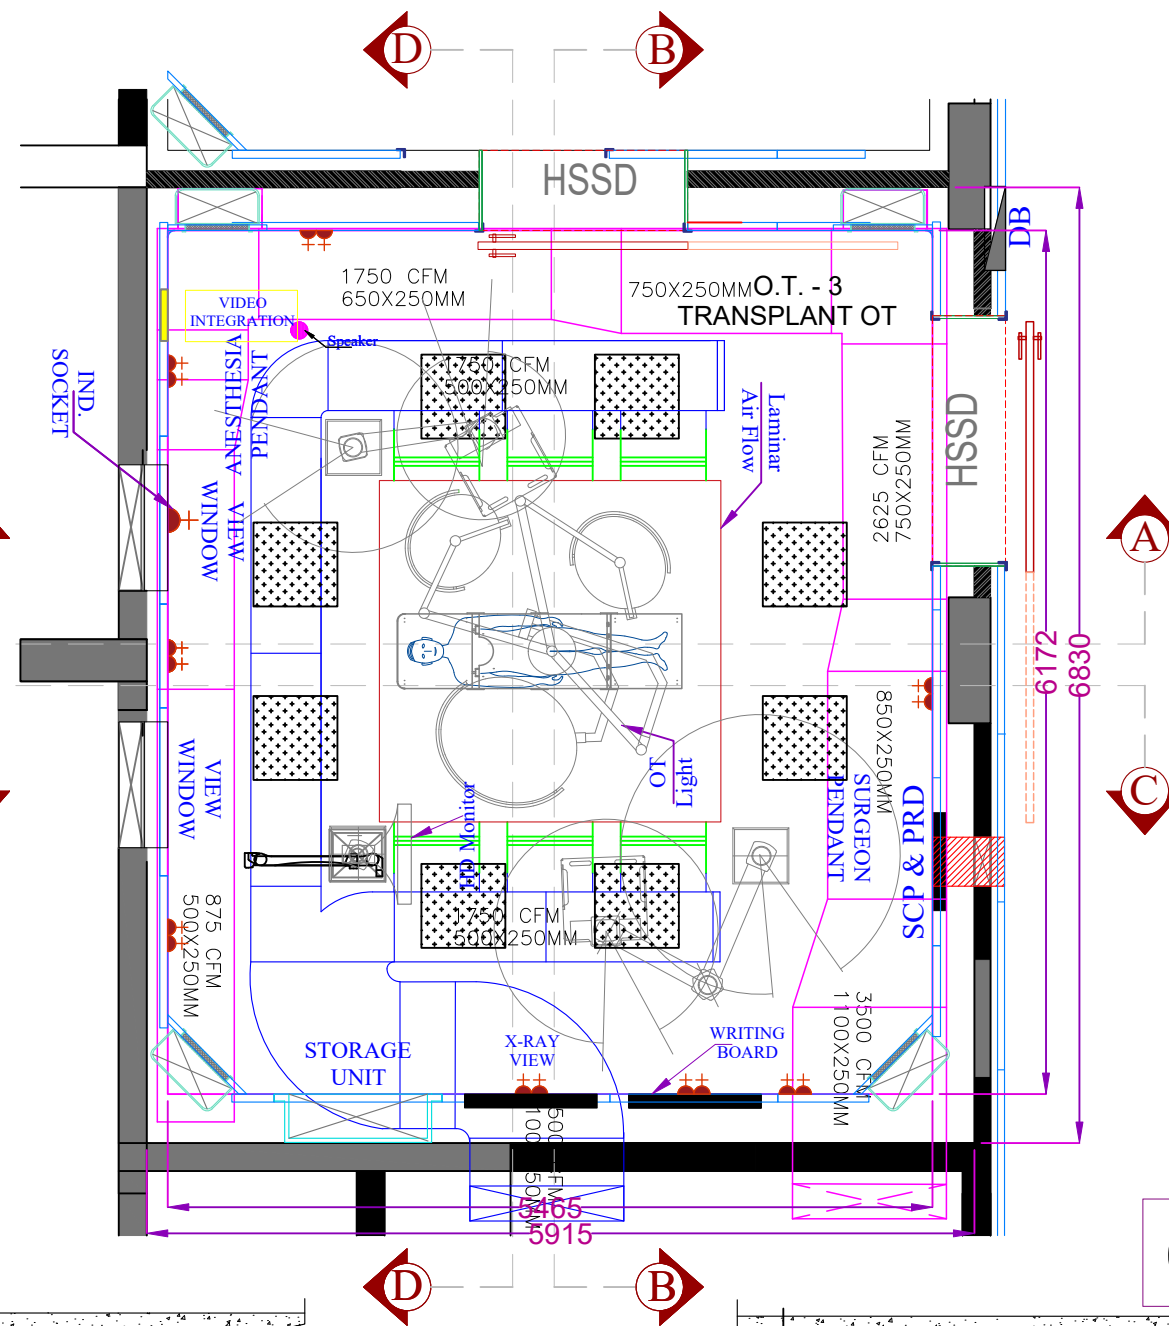 D
B
HSSD
DB
1750 CFM
650X250MM
750X250MM
O.T. - 3
TRANSPLANT OT
VIDEO
INTEGRATION
Speaker
ANESTHESIA
PENDANT
1750 CFM
500X250MM
Laminar
Air Flow
IND.
SOCKET
VIEW
WINDOW
2625 CFM
750X250MM
HSSD
A
6172
6830
850X250MM
VIEW
WINDOW
Light
LO
HD Monitor
SURGEON
PENDANT
SCP & PRD
C
875 CFM
500X250MM
1750 CFM
500X250MM
3500 CFM
1100X250MM
STORAGE
UNIT
X-RAY
VIEW
WRITING
BOARD
5465
5915
D
B